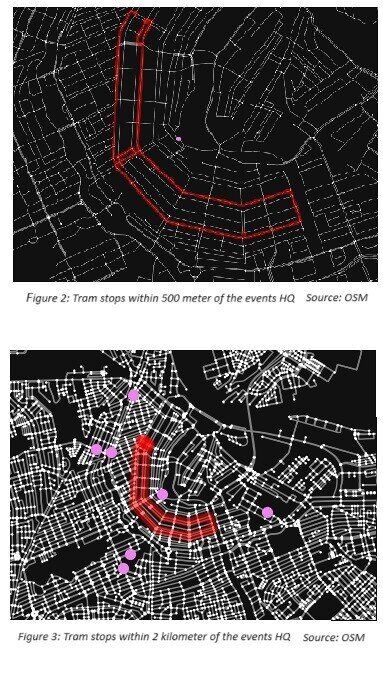 Figure 2: Tram stops within 500 meter of the events HQ Source: OSM
Figure 3: Tram stops within 2 kilometer of the events HQ Source: OSM